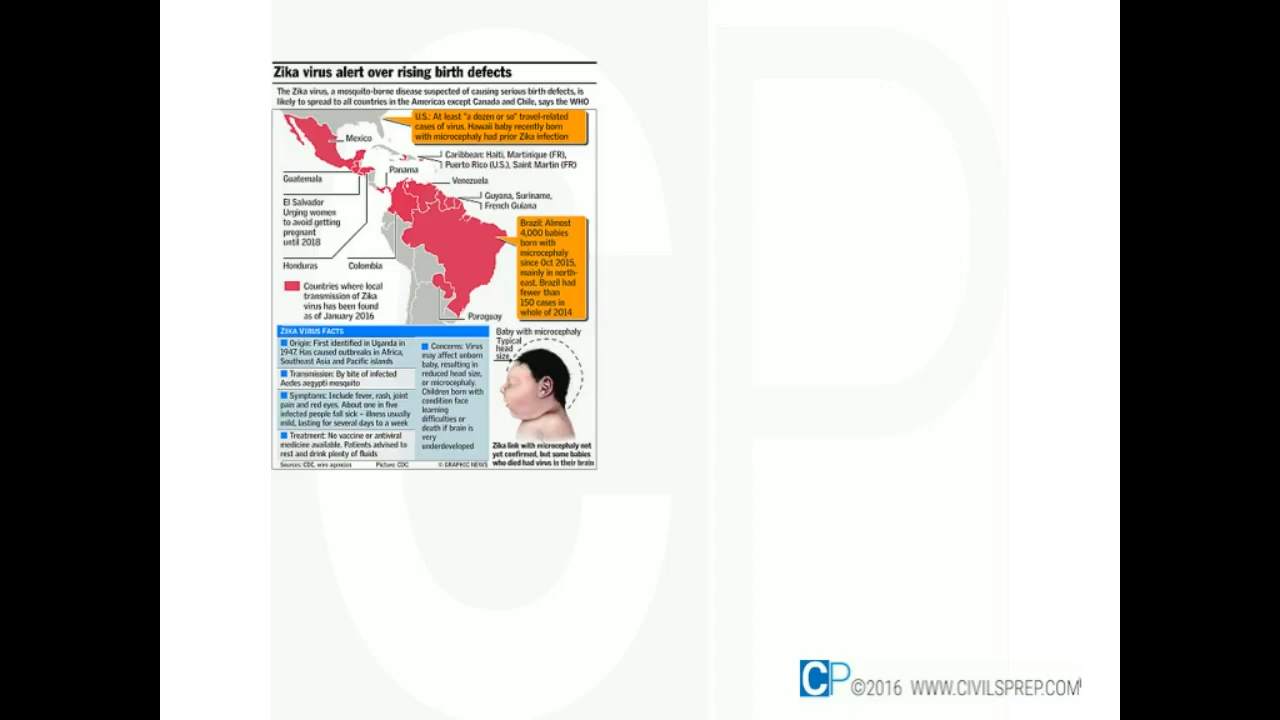 Zika virus alert over rising birth defects
The Zika virus, a mosquito-borne disease suspected of causing serious birth defects, is
likely to spread to all countries in the Americas except Canada and Chile, says the WHO
U.S.: At least "a dozen or so" travel-related
cases of virus. Hawaii baby recently born
with microcephaly had prior Zika infection
Mexico
Caribbean: Haiti, Martinique (FR),
Puerto Rico (U.S.), Saint Martin (FR)
Panama
Guatemala
Venezuela
Guyana, Suriname,
French Guiana
El Salvador
Urging women
to avoid getting
pregnant
until 2018
Brazil: Almost
4,000 babies
born with
microcephaly
since Oct 2015,
mainly in north-
east. Brazil had
fewer than
150 cases in
whole of 2014
Honduras
Colombia
Countries where local
transmission of Zika
virus has been found
as of January 2016
Paraguay
ZIKA VIRUS FACTS
Origin: First identified in Uganda in
1947. Has caused outbreaks in Africa,
Southeast Asia and Pacific islands
Transmission: By bite of infected
Aedes aegypti mosquito
Symptoms: Include fever, rash, joint
pain and red eyes. About one in five
infected people fall sick – illness usually
mild, lasting for several days to a week
Treatment: No vaccine or antiviral
medicine available. Patients advised to
rest and drink plenty of fluids
Concerns: Virus
may affect unborn
baby, resulting in
reduced head size,
or microcephaly.
Children born with
condition face
learning
difficulties or
death if brain is
very
underdeveloped
Baby with microcephaly
Typical
head
size
Zika link with microcephaly not
yet confirmed, but some babies
who died had virus in their brain
Sources: CDC, wire agencies
Picture: CDC
© GRAPHIC NEWS
CP ©2016 WWW.CIVILSPREP.COM